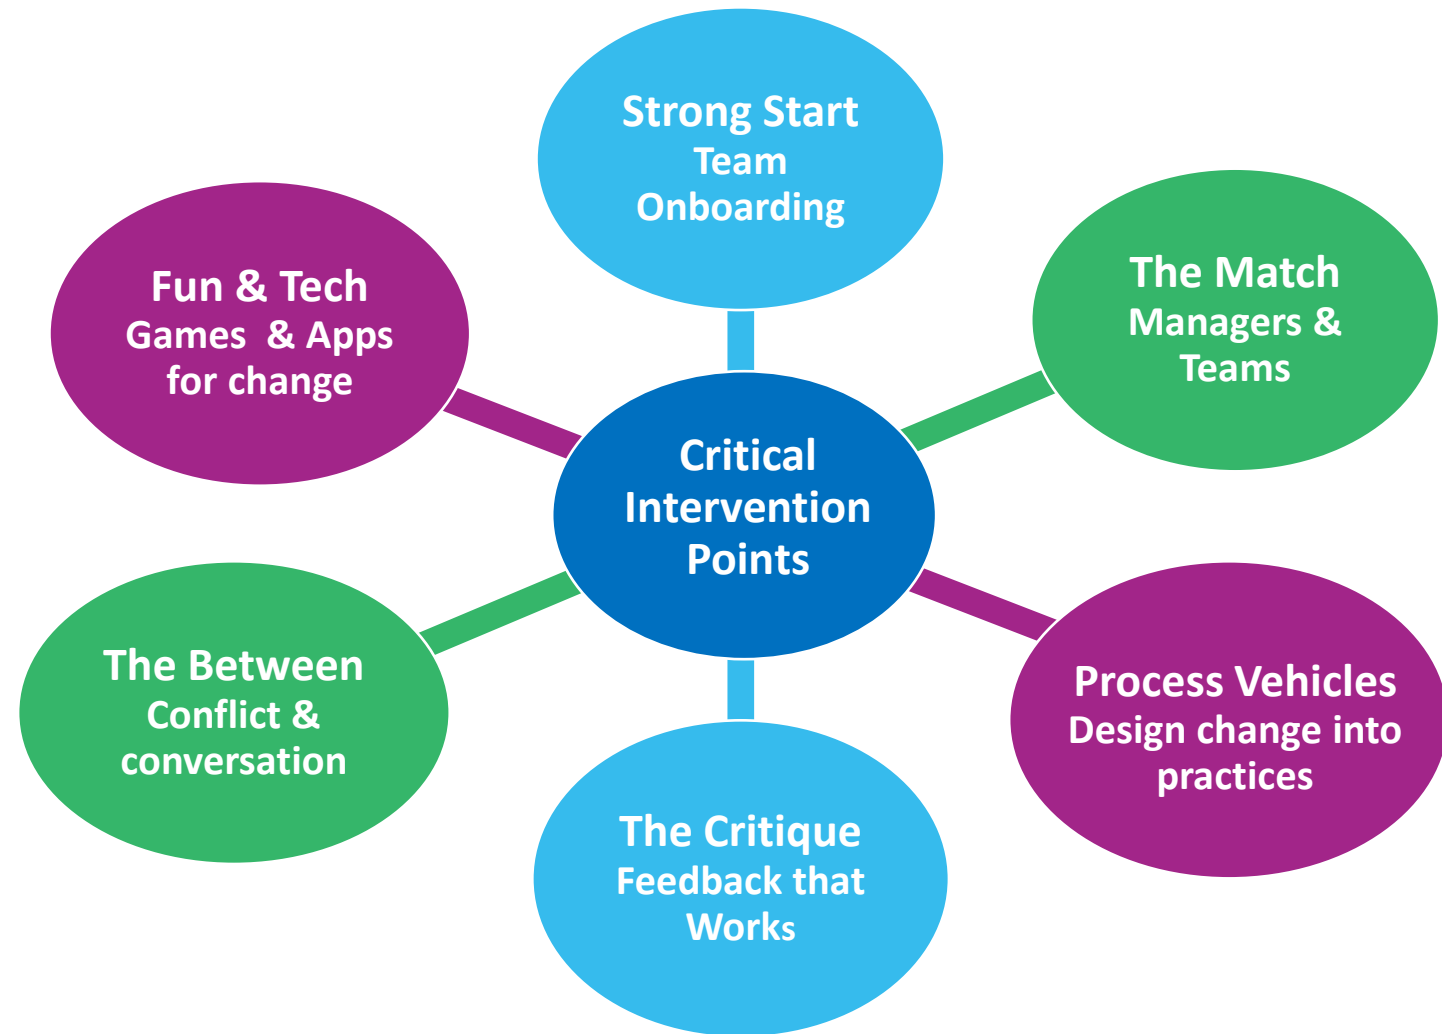 Strong Start
Team
Onboarding
The Match
Managers &
Teams
Process Vehicles
Design change into
practices
The Critique
Feedback that
Works
The Between
Conflict &
conversation
Fun & Tech
Games & Apps
for change
Critical
Intervention
Points